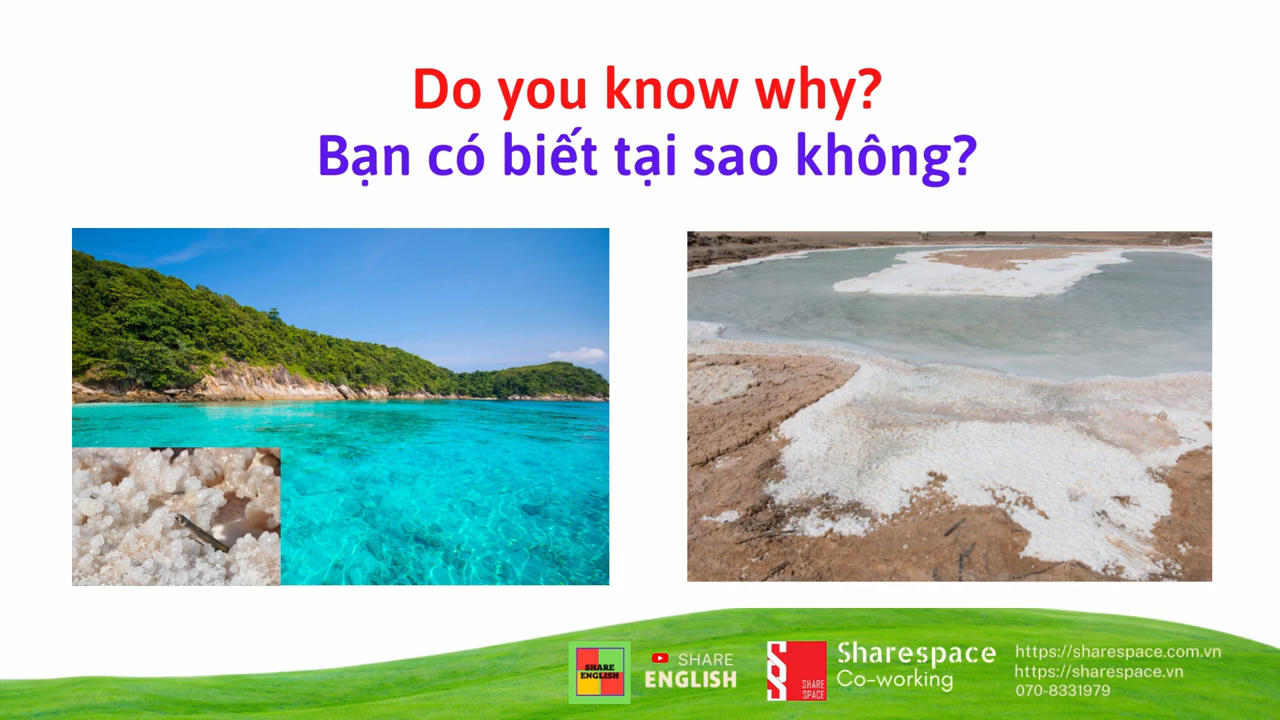 Do you know why?
Bạn có biết tại sao không?
SHARE
ENGLISH
SHARE
ENGLISH
SHARE
SPACE
Sharespace
Co-working
https://sharespace.com.vn
https://sharespace.vn
070-8331979